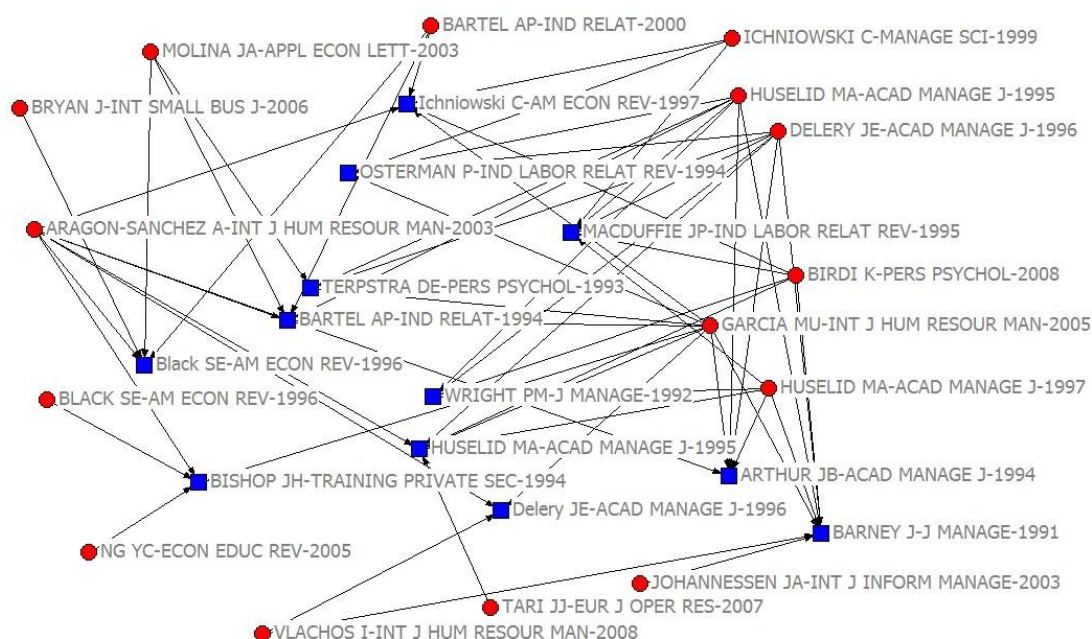 BARTEL AP-IND RELAT-2000
ICHNIOWSKI C-MANAGE SCI-1999
MOLINA JA-APPL ECON LETT-2003
HUSELID MA-ACAD MANAGE J-1995
Ichniowski C-AM ECON REV-1997
BRYAN J-INT SMALL BUS J-2006
DELERY JE-ACAD MANAGE J-1996
OSTERMAN P-IND LABOR RELAT REV-1994
ARAGON-SANCHEZ A-INT J HUM RESOUR MAN-2003
MACDUFFIE JP-IND LABOR RELAT REV-1995
BIRDI K-PERS PSYCHOL-2008
TERPSTRA DE-PERS PSYCHOL-1993
BARTEL AP-IND RELAT-1994
GARCIA MU-INT J HUM RESOUR MAN-2005
Black SE-AM ECON REV-1996
HUSELID MA-ACAD MANAGE J-1997
WRIGHT PM-J MANAGE-1992
BLACK SE-AM ECON REV-1996
HUSELID MA-ACAD MANAGE J-1995
ARTHUR JB-ACAD MANAGE J-1994
BISHOP JH-TRAINING PRIVATE SEC-1994
Delery JE-ACAD MANAGE J-1996
BARNEY J-J MANAGE-1991
NG YC-ECON EDUC REV-2005
JOHANNESSEN JA-INT J INFORM MANAGE-2003
TARI JJ-EUR J OPER RES-2007
VLACHOS I-INT J HUM RESOUR MAN-2008